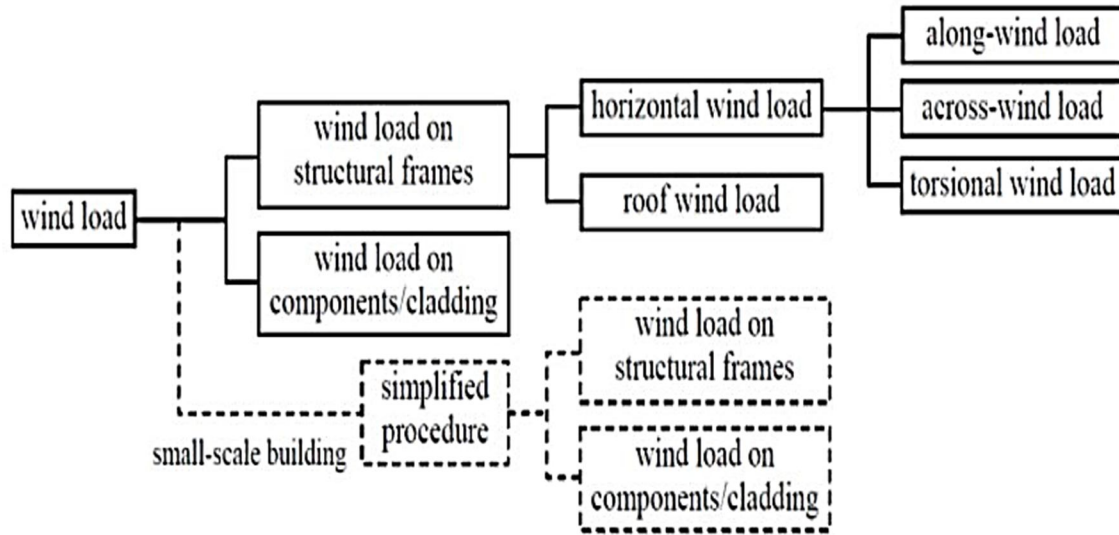 along-wind load
across-wind load
torsional wind load
horizontal wind load
roof wind load
wind load on
structural frames
wind load
wind load on
components/cladding
wind load on
structural frames
simplified
procedure
small-scale building
wind load on
components/cladding